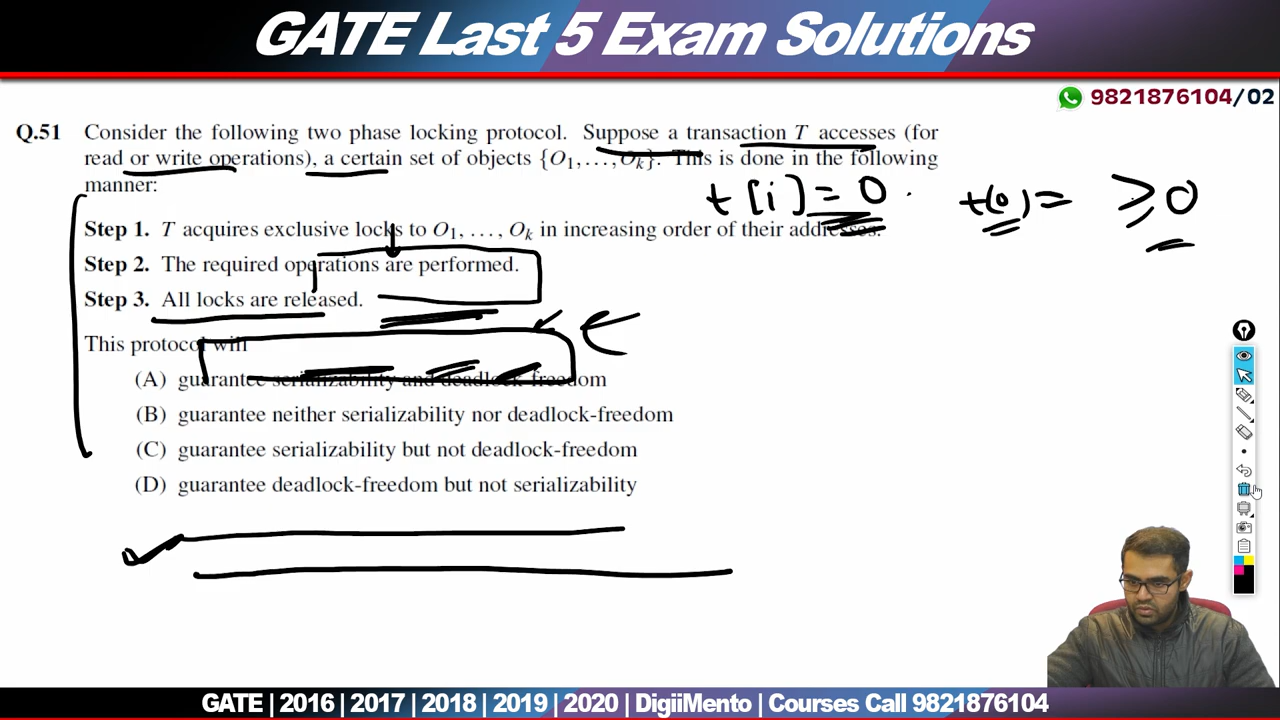 GATE Last 5 Exam Solutions
9821876104/02
Q.51 Consider the following two phase locking protocol. Suppose a transaction T accesses (for
read or write operations), a certain set of objects {O1,...,Ok}. This is done in the following
manner:
t[i] = 0 t(0) = ≥0
Step 1. T acquires exclusive locks to O1, ..., Ok in increasing order of their addresses.
Step 2. The required operations are performed.
Step 3. All locks are released.
This protocol will
(A) guarantee serializability and deadlock-freedom
(B) guarantee neither serializability nor deadlock-freedom
(C) guarantee serializability but not deadlock-freedom
(D) guarantee deadlock-freedom but not serializability
GATE | 2016 | 2017 | 2018 | 2019 | 2020 | DigiiMento | Courses Call 9821876104